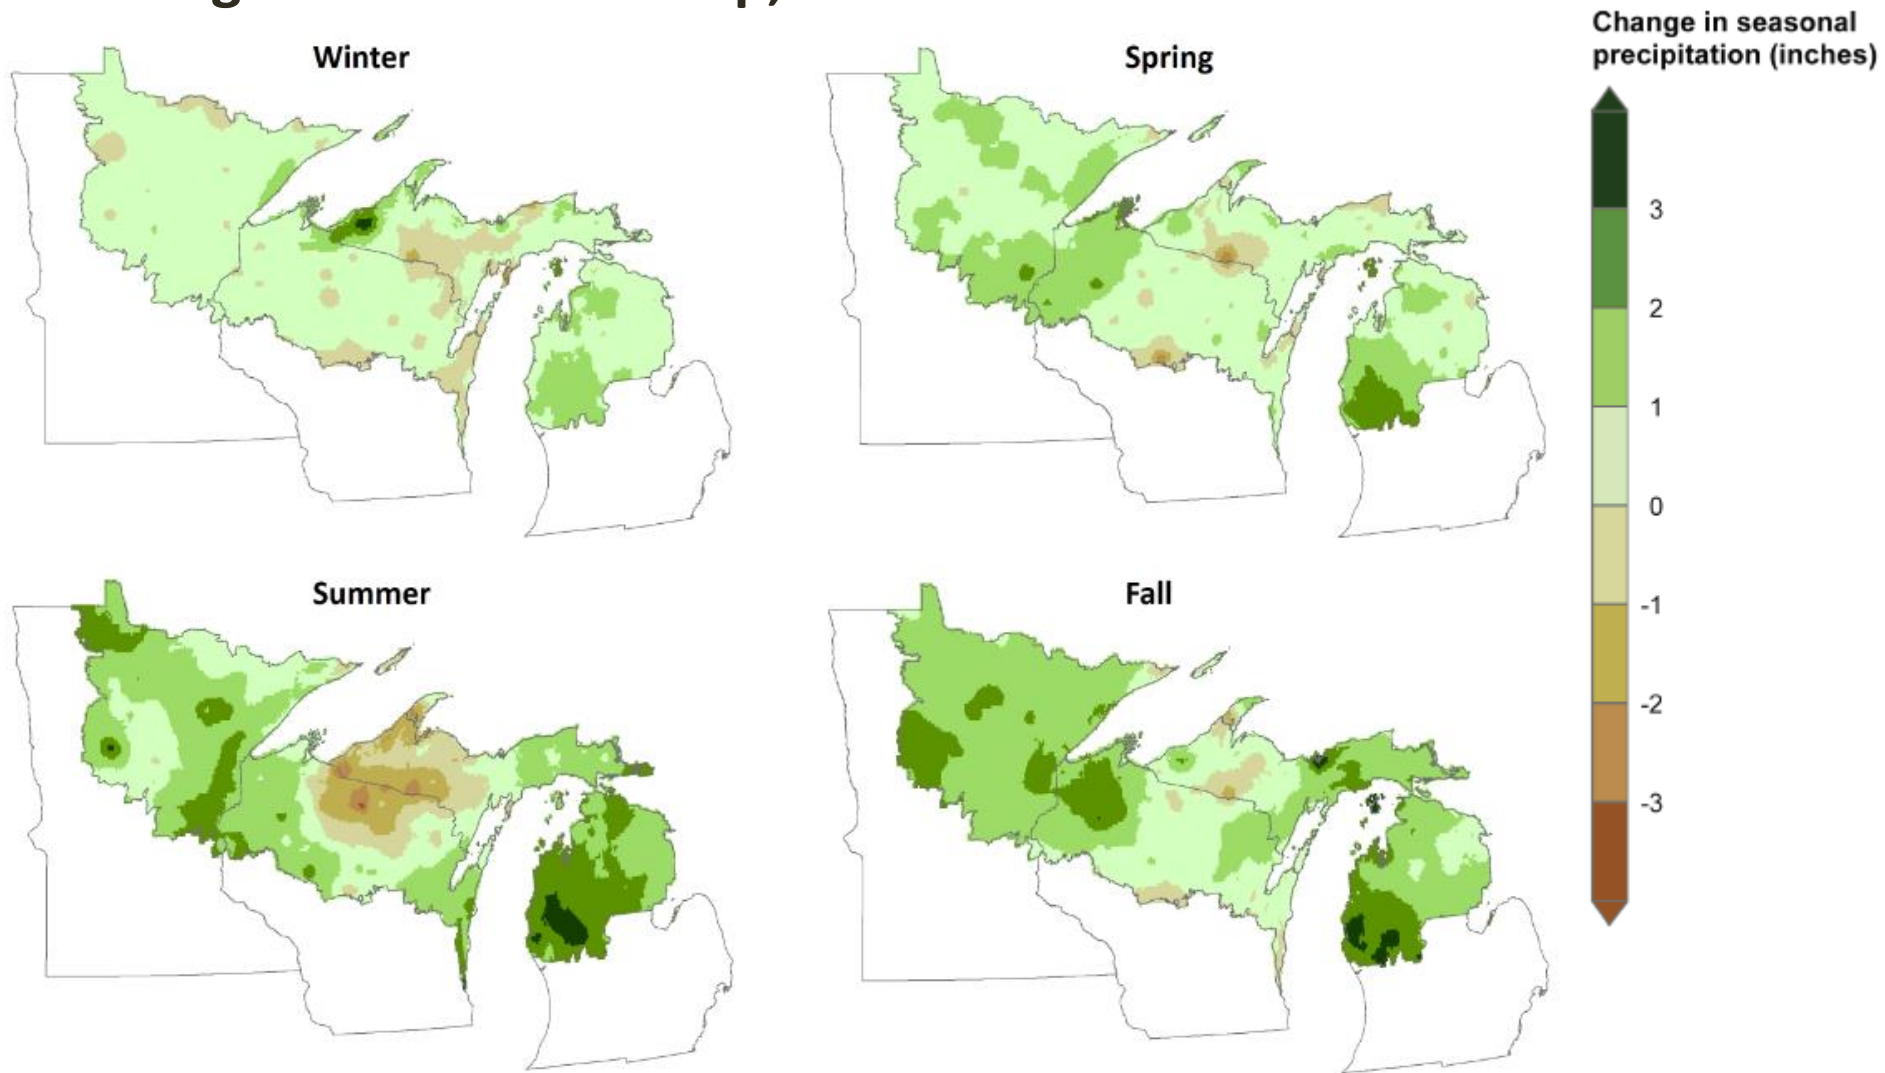 Change in seasonal
precipitation (inches)
Winter
Spring
3
2
1
0
-1
-2
-3
Summer
Fall